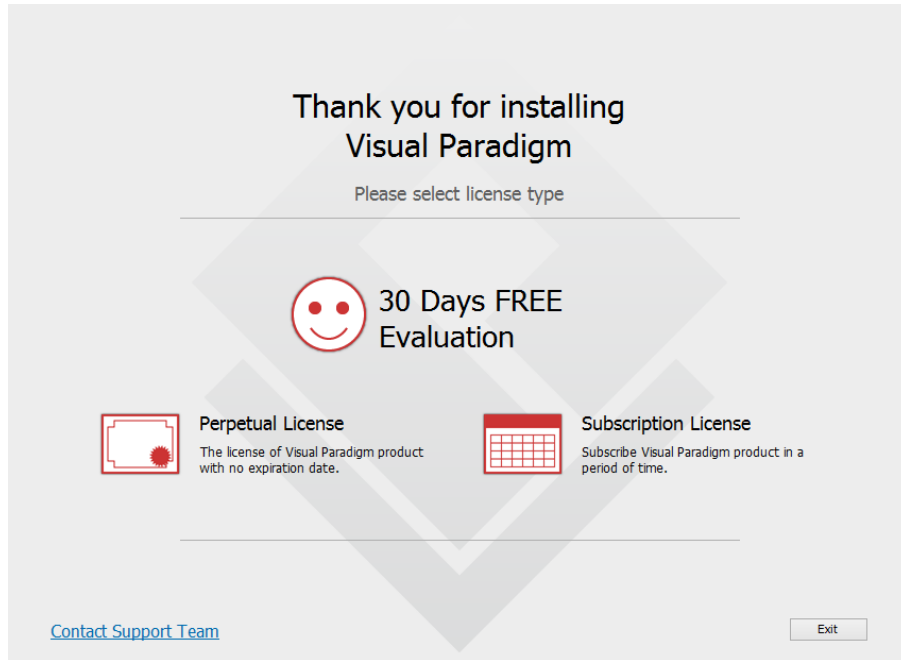 Thank you for installing
Visual Paradigm
Please select license type
30 Days FREE
Evaluation
Perpetual License
The license of Visual Paradigm product
with no expiration date.
Subscription License
Subscribe Visual Paradigm product in a
period of time.
Contact Support Team
Exit